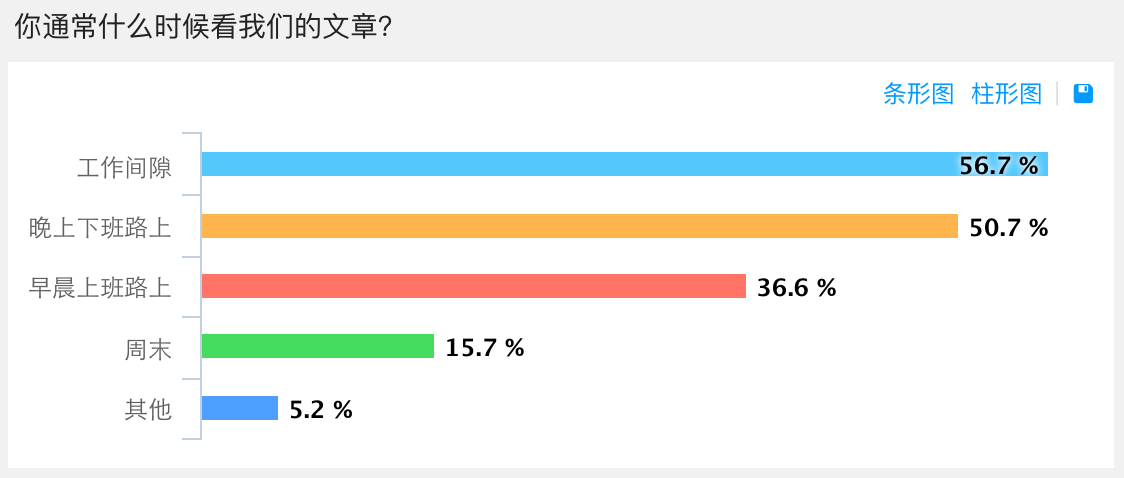 你通常什么时候看我们的文章?
条形图 柱形图
工作间隙 56.7 %
晚上下班路上 50.7 %
早晨上班路上 36.6 %
周末 15.7 %
其他 5.2 %